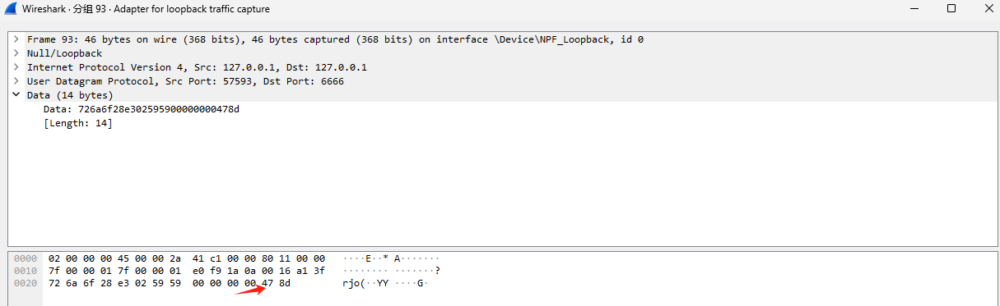 Wireshark · 分组 93 · Adapter for loopback traffic capture
Frame 93: 46 bytes on wire (368 bits), 46 bytes captured (368 bits) on interface \Device\NPF_Loopback, id 0
Null/Loopback
Internet Protocol Version 4, Src: 127.0.0.1, Dst: 127.0.0.1
User Datagram Protocol, Src Port: 57593, Dst Port: 6666
Data (14 bytes)
Data: 726a6f28e302595900000000478d
[Length: 14]
0000 02 00 00 00 45 00 00 2a 41 c1 00 00 80 11 00 00 ····E··* A·······
0010 7f 00 00 01 7f 00 00 01 e0 f9 1a 0a 00 16 a1 3f ········ ·······?
0020 72 6a 6f 28 e3 02 59 59 00 00 00 00 47 8d rjo(··YY ····G·